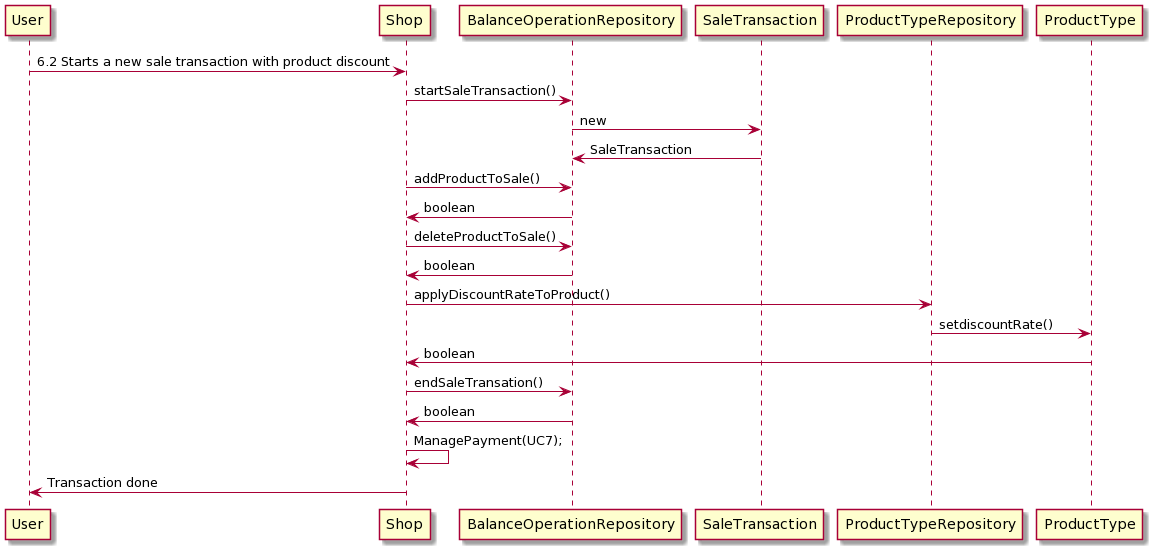 User Shop BalanceOperationRepository SaleTransaction ProductTypeRepository ProductType
6.2 Starts a new sale transaction with product discount
startSaleTransaction()
new
SaleTransaction
addProductToSale()
boolean
deleteProductToSale()
boolean
applyDiscountRateToProduct()
setdiscountRate()
boolean
endSaleTransation()
boolean
ManagePayment(UC7);
Transaction done
User Shop BalanceOperationRepository SaleTransaction ProductTypeRepository ProductType